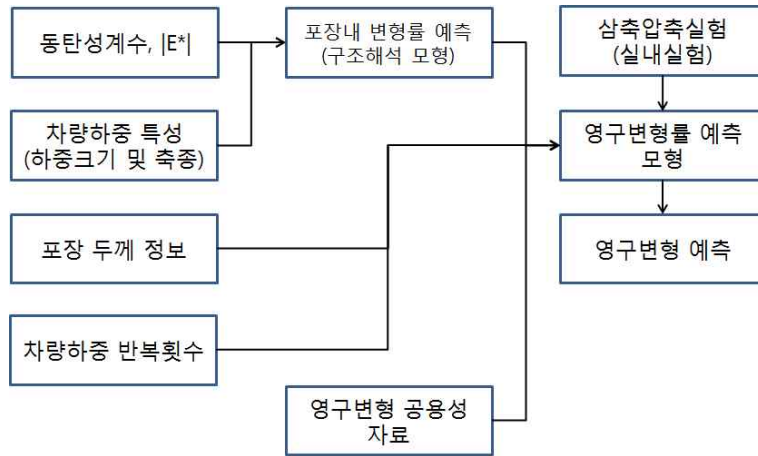 동탄성계수, |E*|
포장내 변형률 예측
(구조해석 모형)
삼축압축실험
(실내실험)
차량하중 특성
(하중크기 및 축종)
영구변형률 예측
모형
포장 두께 정보
영구변형 예측
차량하중 반복횟수
영구변형 공용성
자료